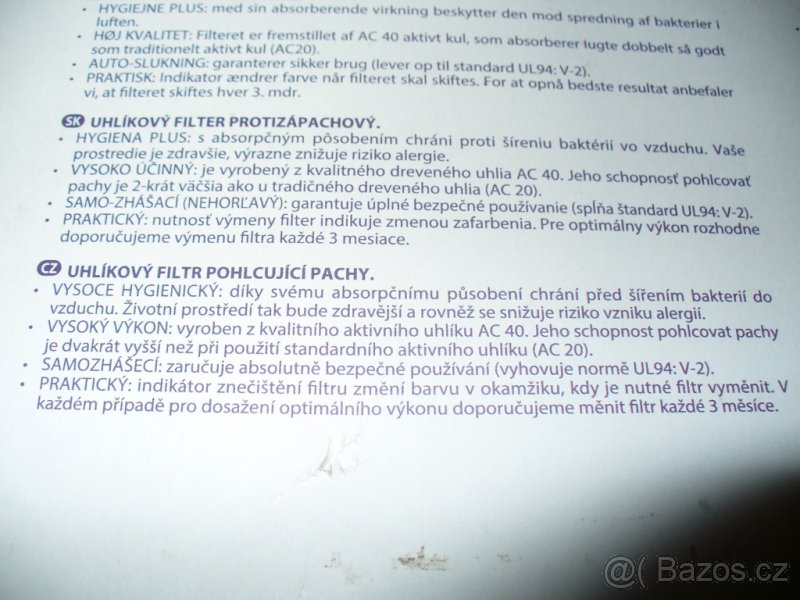 • HYGIEJNE PLUS: med sin absorberende virkning beskytter den mod spredning af bakterier i
luften.
• HØJ KVALITET: Filteret er fremstillet af AC 40 aktivt kul, som absorberer lugte dobbelt så godt
som traditionelt aktivt kul (AC20).
• AUTO-SLUKNING: garanterer sikker brug (lever op til standard UL94: V-2).
• PRAKTISK: Indikator ændrer farve når filteret skal skiftes. For at opnå bedste resultat anbefaler
vi, at filteret skiftes hver 3. mdr.
SK UHLÍKOVÝ FILTER PROTIZÁPACHOVÝ.
• HYGIENA PLUS: s absorpčným pôsobením chráni proti šíreniu baktérií vo vzduchu. Vaše
prostredie je zdravšie, výrazne znižuje riziko alergie.
• VYSOKO ÚČINNÝ: je vyrobený z kvalitného dreveného uhlia AC 40. Jeho schopnosť pohlcovať
pachy je 2-krát väčšia ako u tradičného dreveného uhlia (AC 20).
• SAMO-ZHÁŠACÍ (NEHORĽAVÝ): garantuje úplné bezpečné používanie (spĺňa štandard UL94: V-2).
• PRAKTICKÝ: nutnosť výmeny filter indikuje zmenou zafarbenia. Pre optimálny výkon rozhodne
doporučujeme výmenu filtra každé 3 mesiace.
CZ UHLÍKOVÝ FILTR POHLCUJÍCÍ PACHY.
• VYSOCE HYGIENICKÝ: díky svému absorpčnímu působení chrání před šířením bakterií do
vzduchu. Životní prostředí tak bude zdravější a rovněž se snižuje riziko vzniku alergií.
• VYSOKÝ VÝKON: vyroben z kvalitního aktivního uhlíku AC 40. Jeho schopnost pohlcovat pachy
je dvakrát vyšší než při použití standardního aktivního uhlíku (AC 20).
• SAMOZHÁŠECÍ: zaručuje absolutně bezpečné používání (vyhovuje normě UL94: V-2).
• PRAKTICKÝ: indikátor znečištění filtru změní barvu v okamžiku, kdy je nutné filtr vyměnit. V
každém případě pro dosažení optimálního výkonu doporučujeme měnit filtr každé 3 měsíce.
@( Bazos.cz